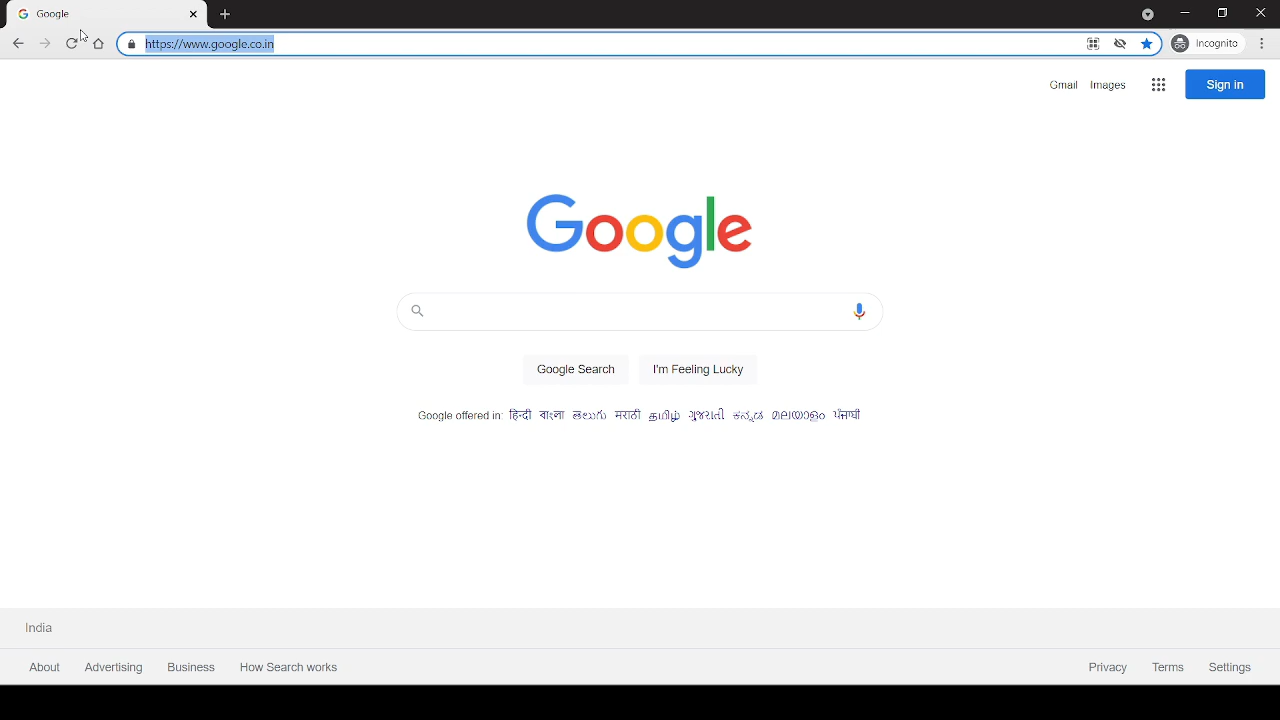 Google
https://www.google.co.in
Incognito
Gmail Images Sign in
Google
Google Search I'm Feeling Lucky
Google offered in: हिन्दी বাংলা తెలుగు मराठी தமிழ் ગુજરાતી ಕನ್ನಡ മലയാളം ਪੰਜਾਬੀ
India
About Advertising Business How Search works Privacy Terms Settings